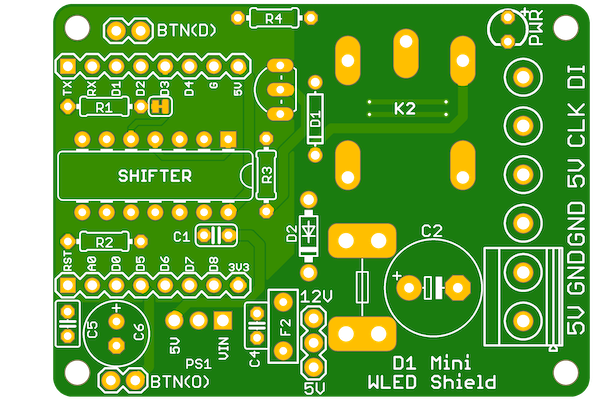 BTN(D)
R4
+
PWR
TX
RX
D1
D2
D3
D4
G
5V
R1
D1
K2
DI
CLK
5V
GND
SHIFTER
R3
R2
C1
D2
C2
+
RST
A0
D0
D5
D6
D7
D8
3V3
GND
5V
C5
+
C6
5V
PS1
VIN
C4
F2
12V
5V
BTN(O)
D1 Mini
WLED Shield